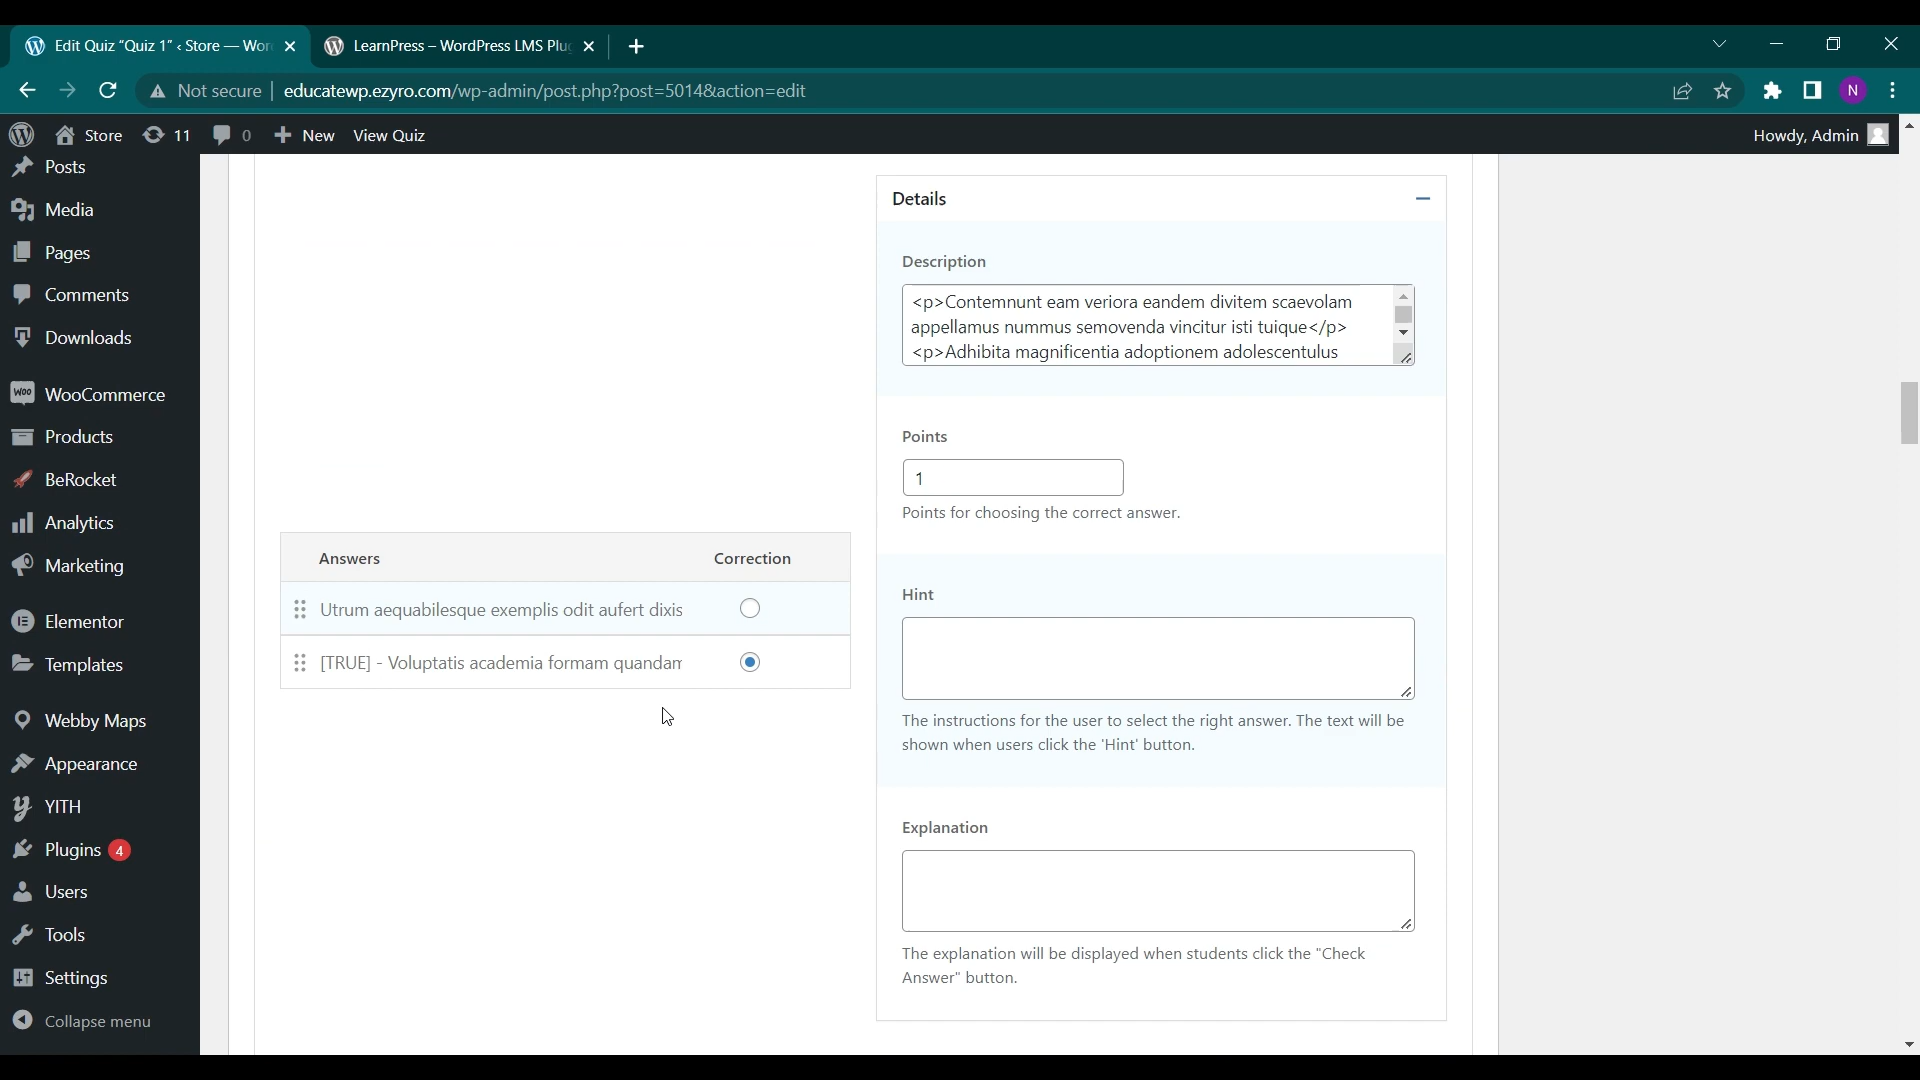 Edit Quiz "Quiz 1" ‹ Store — Wor
LearnPress – WordPress LMS Plu
Not secure
educatewp.ezyro.com/wp-admin/post.php?post=5014&action=edit
N
Store
11
0
New
View Quiz
Howdy, Admin
Posts
Media
Pages
Comments
Downloads
WooCommerce
Products
BeRocket
Analytics
Marketing
Elementor
Templates
Webby Maps
Appearance
YITH
Plugins 4
Users
Tools
Settings
Collapse menu
Answers
Correction
Utrum aequabilesque exemplis odit aufert dixis
[TRUE] - Voluptatis academia formam quandam
Details
Description
<p>Contemnunt eam veriora eandem divitem scaevolam
appellamus nummus semovenda vincitur isti tuique</p>
<p>Adhibita magnificentia adoptionem adolescentulus
Points
1
Points for choosing the correct answer.
Hint
The instructions for the user to select the right answer. The text will be
shown when users click the 'Hint' button.
Explanation
The explanation will be displayed when students click the "Check
Answer" button.